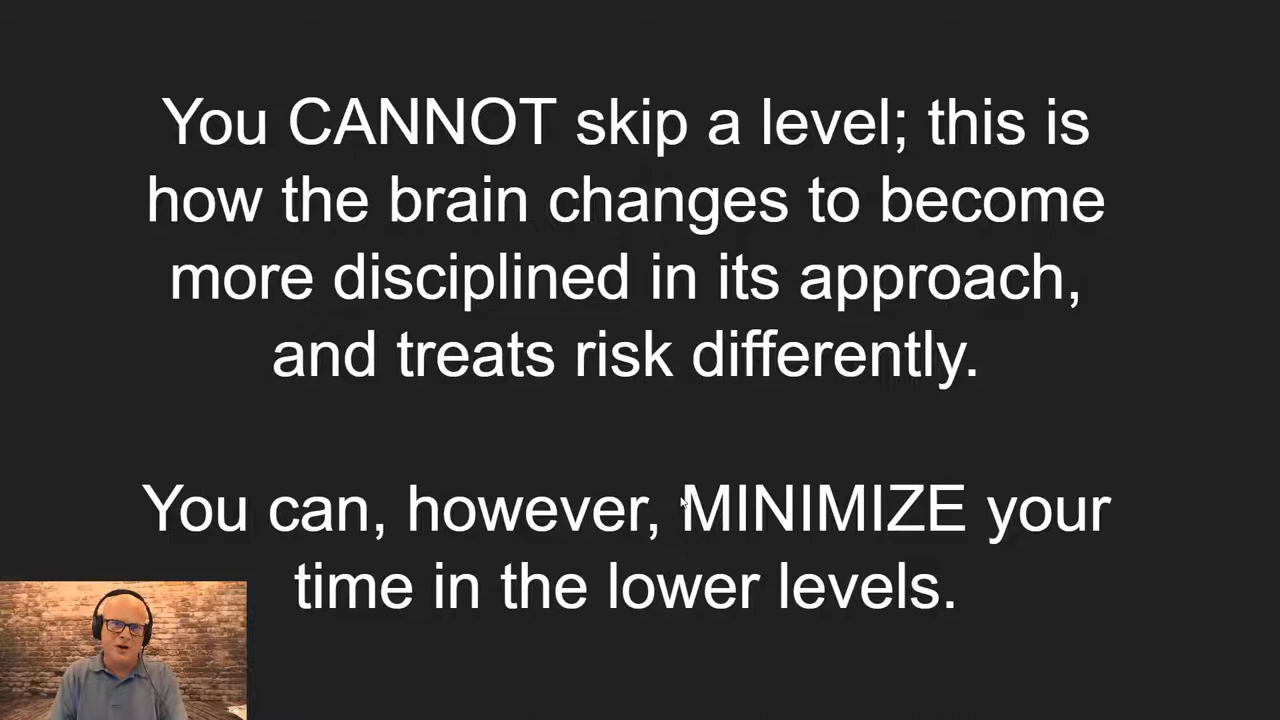 You CANNOT skip a level; this is
how the brain changes to become
more disciplined in its approach,
and treats risk differently.
You can, however, MINIMIZE your
time in the lower levels.